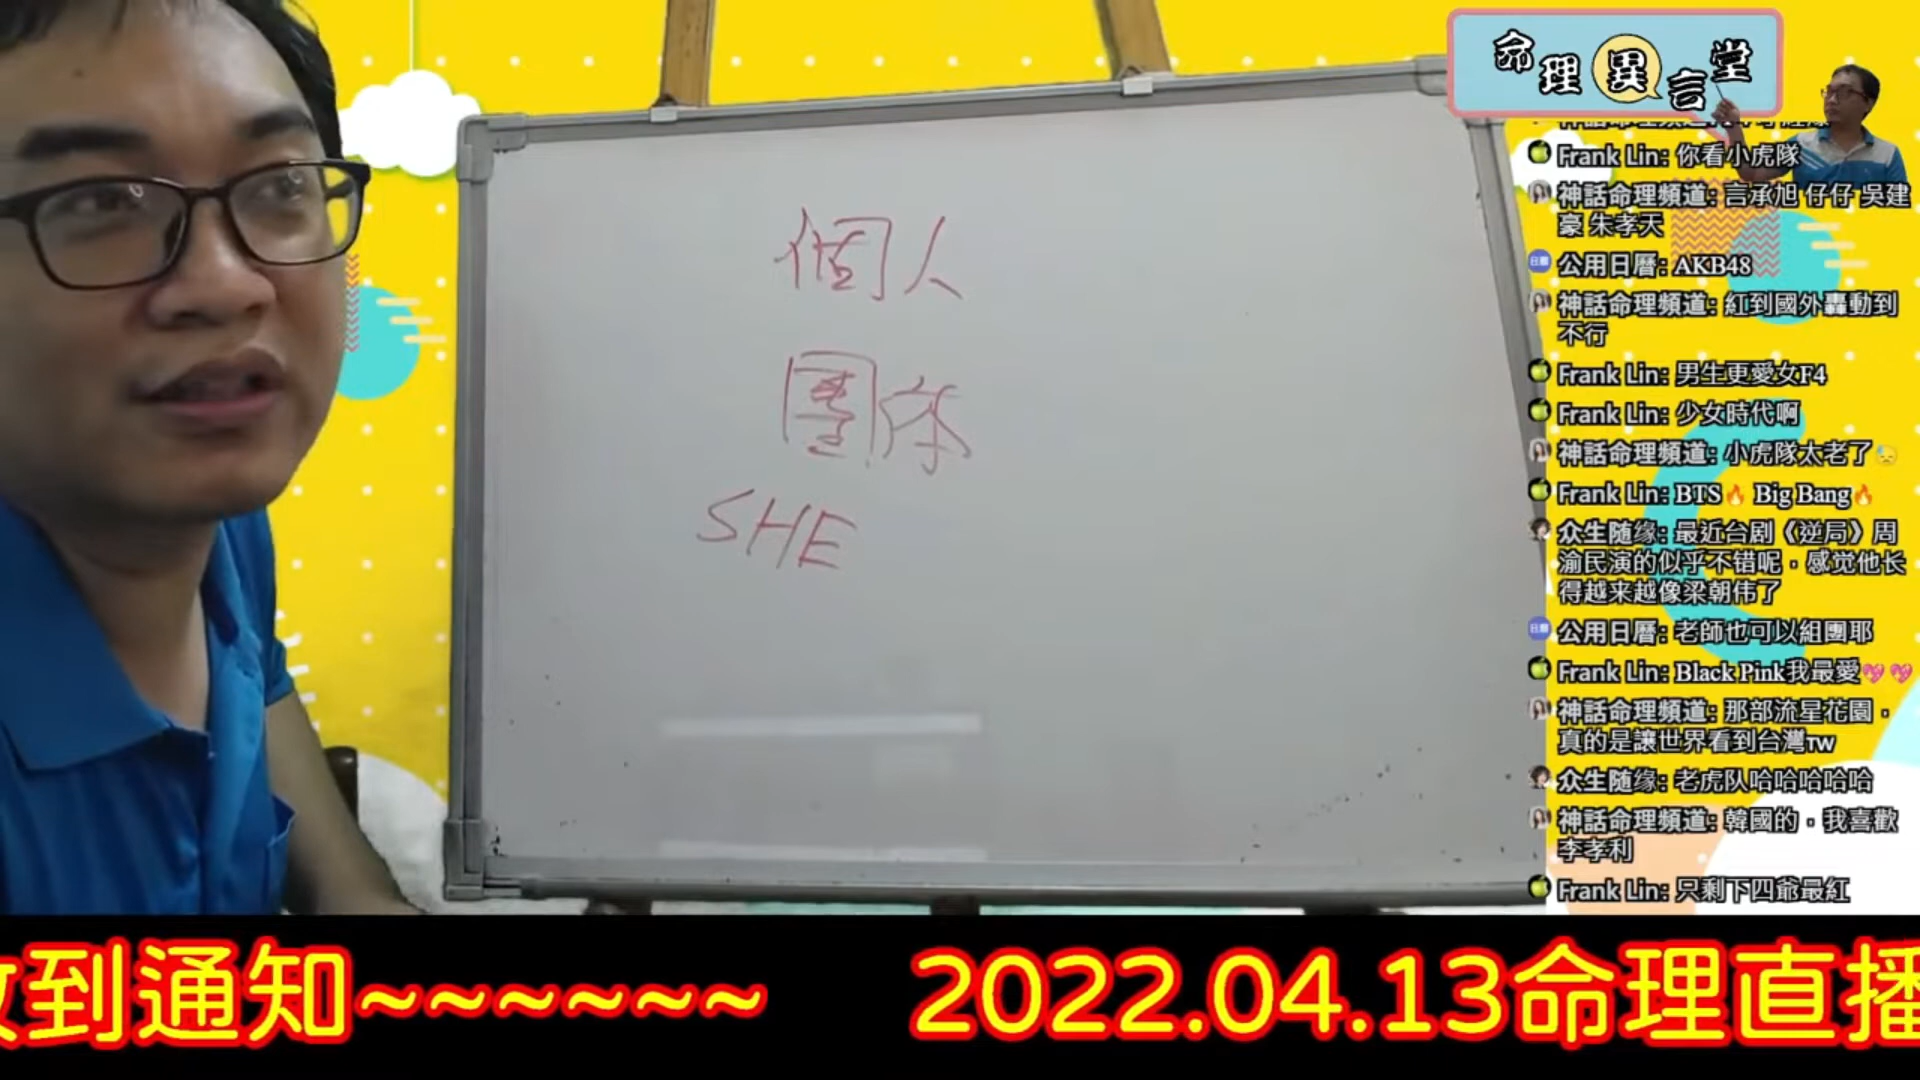 命理異言堂
Frank Lin: 你看小虎隊
神話命理頻道: 言承旭 仔仔 吳建
豪 朱孝天
公用日曆: AKB48
神話命理頻道: 紅到國外轟動到
不行
Frank Lin: 男生更愛女F4
Frank Lin: 少女時代啊
神話命理頻道: 小虎隊太老了😓
Frank Lin: BTS🔥 Big Bang🔥
众生随缘: 最近台剧《逆局》周
渝民演的似乎不错呢，感觉他长
得越来越像梁朝伟了
公用日曆: 老師也可以組團耶
Frank Lin: Black Pink我最愛💖💖
神話命理頻道: 那部流星花園，
真的是讓世界看到台灣TW
众生随缘: 老虎队哈哈哈哈哈
神話命理頻道: 韓國的，我喜歡
李孝利
Frank Lin: 只剩下四爺最紅
個人
團体
SHE
到通知~~~~~~~ 2022.04.13命理直播